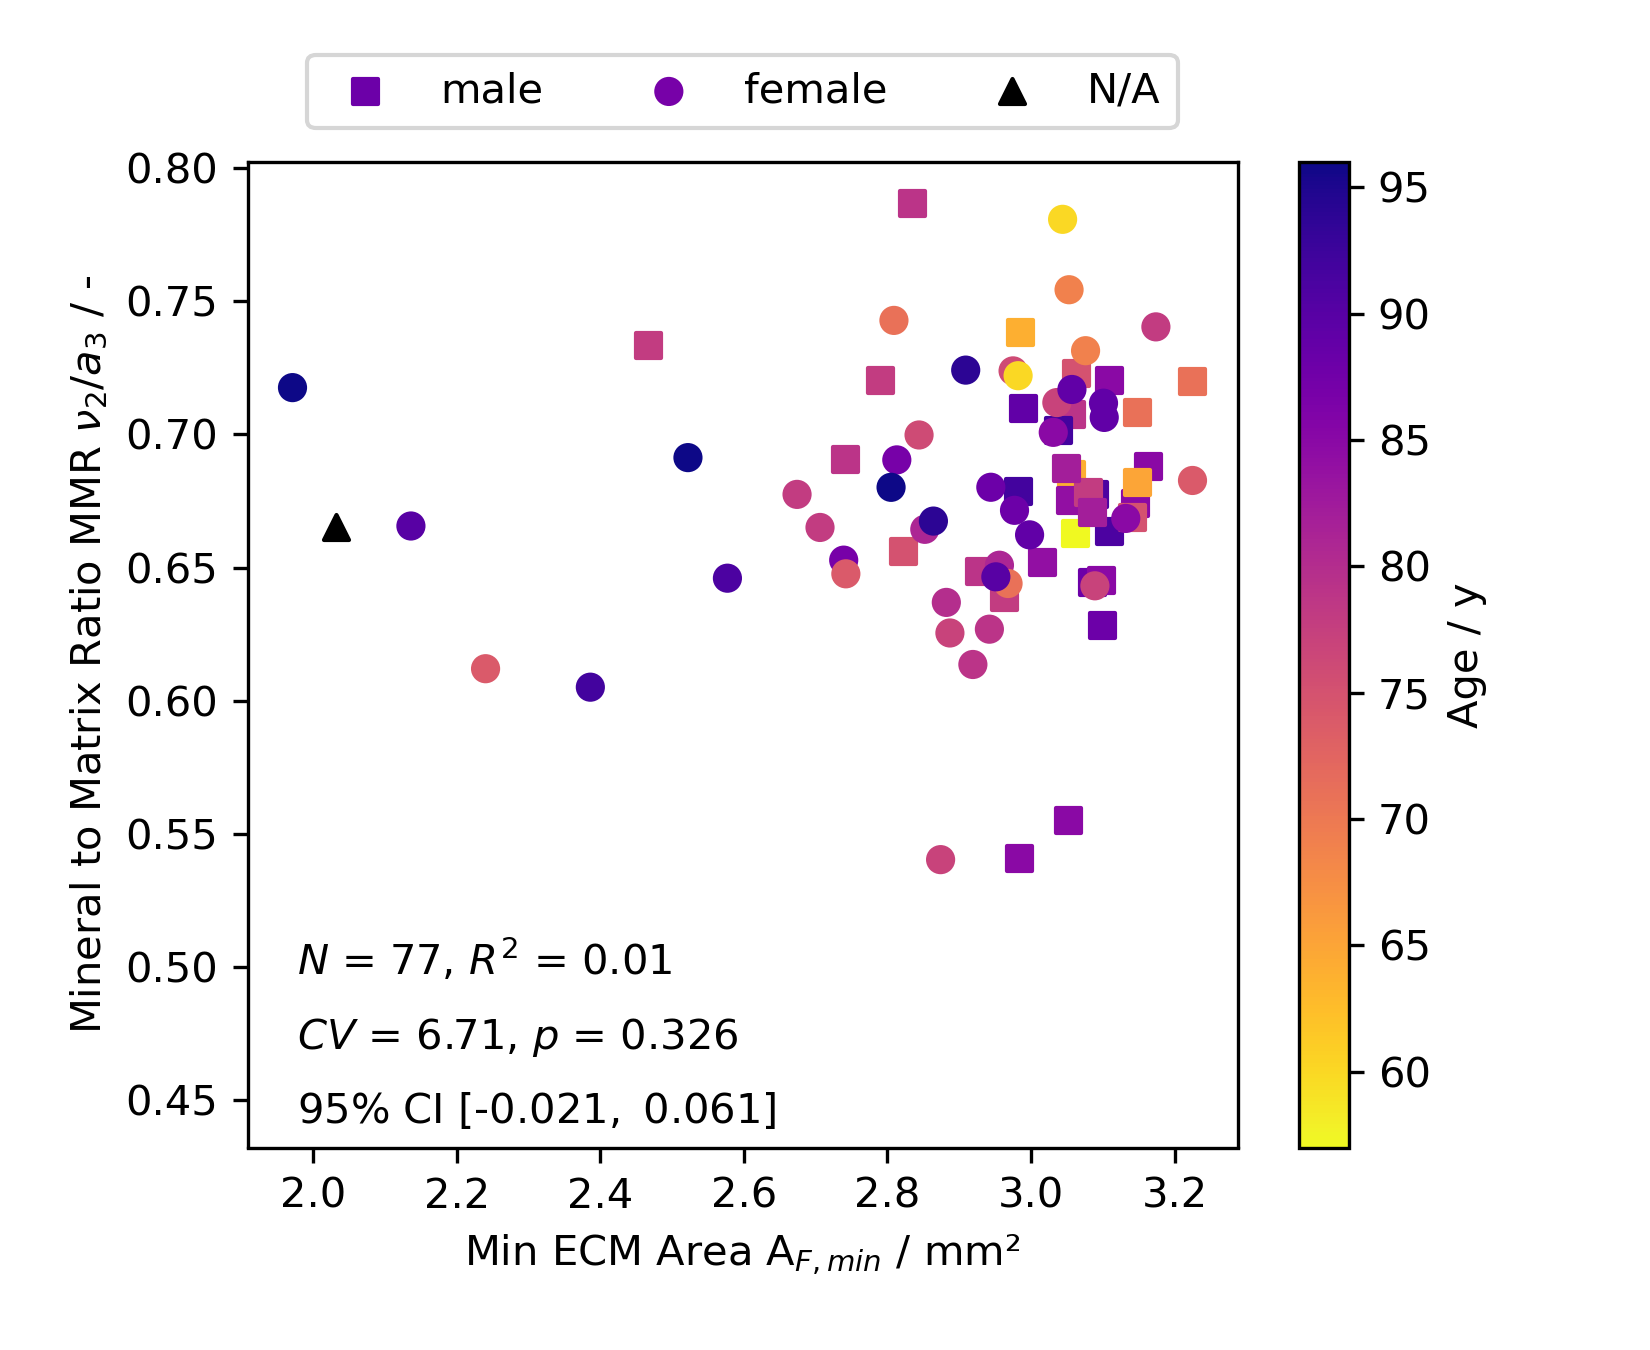 male female N/A
0.80
0.75
0.70
0.65
0.60
0.55
0.50
0.45
Mineral to Matrix Ratio MMR ν₂/a₃ / -
N = 77, R² = 0.01
CV = 6.71, p = 0.326
95% CI [-0.021, 0.061]
2.0 2.2 2.4 2.6 2.8 3.0 3.2
Min ECM Area A_F,min / mm²
95
90
85
80
75
70
65
60
Age / y